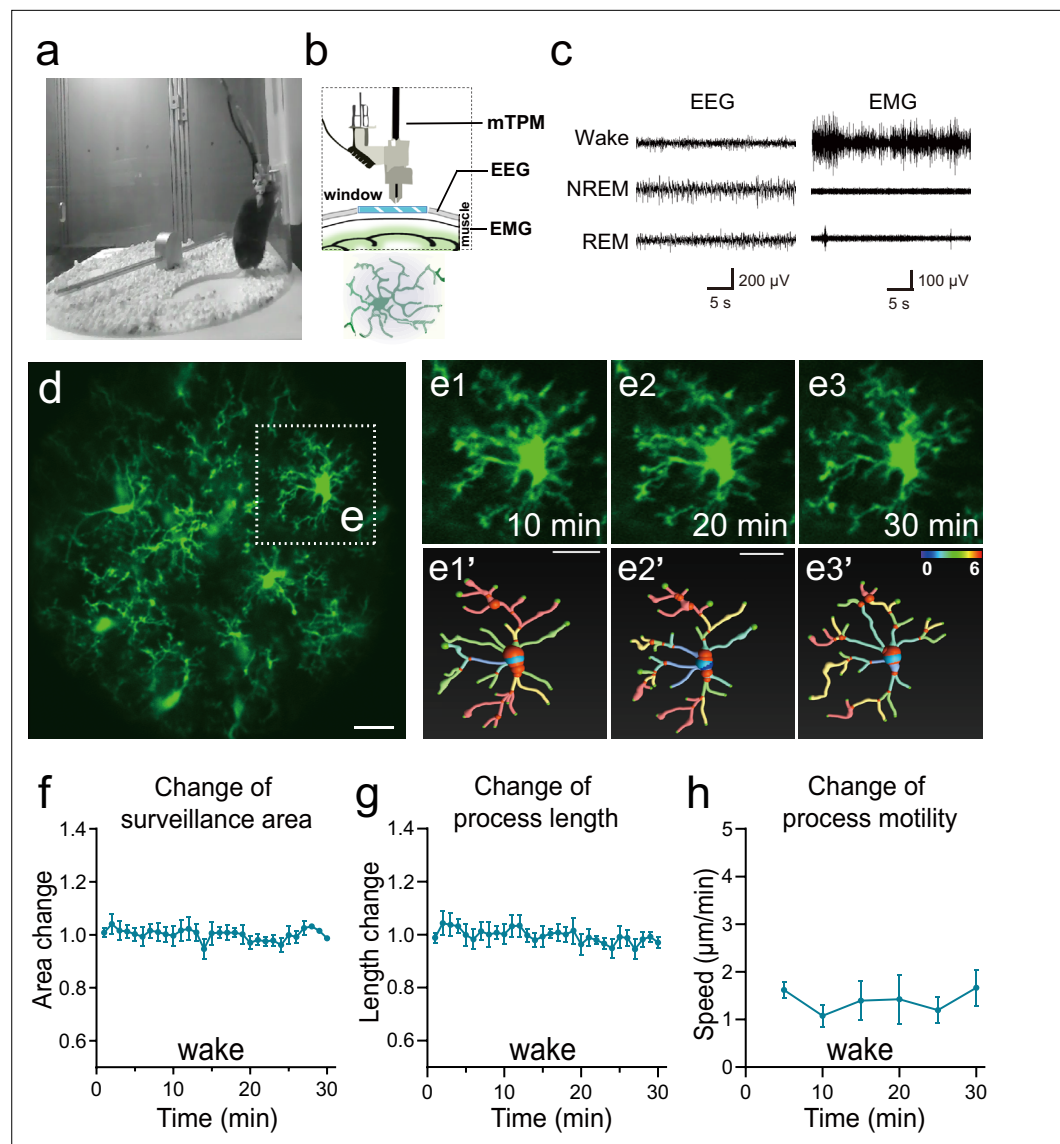 a
b
c
mTPM
EEG
window
muscle
EMG
EEG
EMG
Wake
NREM
REM
200 µV
5 s
100 µV
5 s
d
e
e1
10 min
e2
20 min
e3
30 min
e1’
e2’
e3’
0 6
f
Change of
surveillance area
Area change
1.4
1.2
1.0
0.8
0.6
wake
0 10 20 30
Time (min)
g
Change of
process length
Length change
1.4
1.2
1.0
0.8
0.6
wake
0 10 20 30
Time (min)
h
Change of
process motility
Speed (µm/min)
5
4
3
2
1
0
wake
0 10 20 30
Time (min)